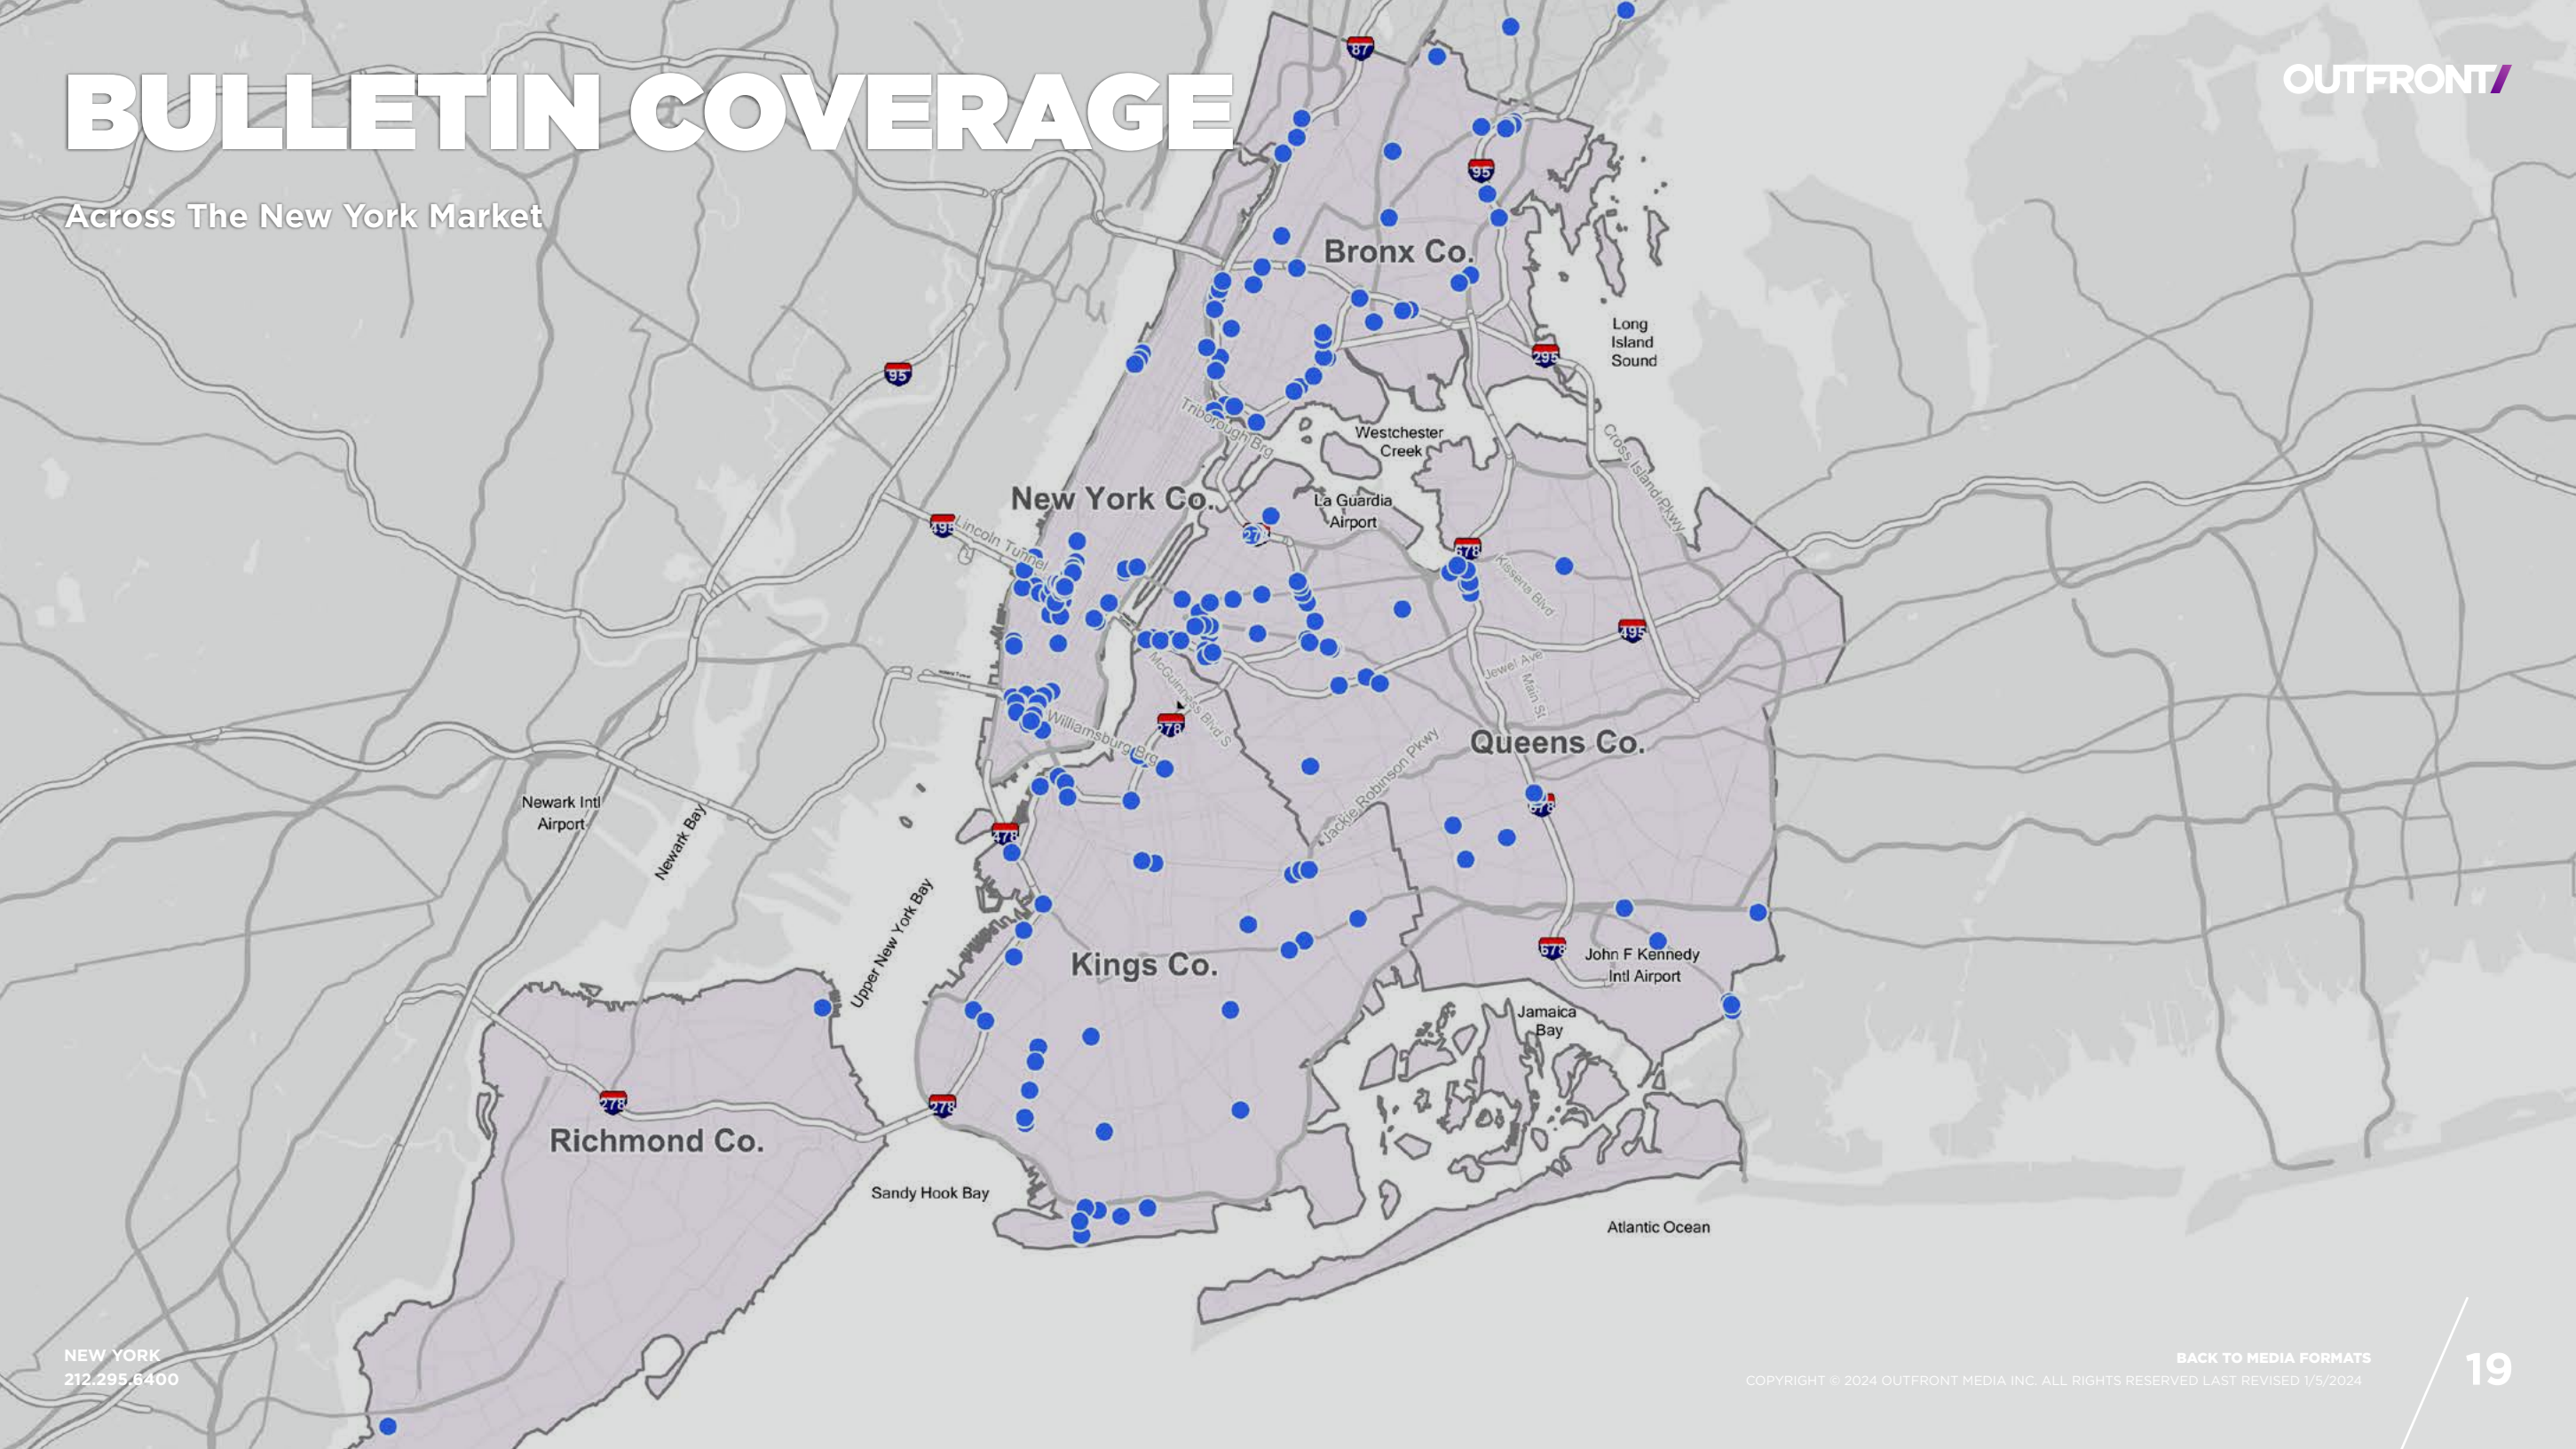 BULLETIN COVERAGE
Across The New York Market
OUTFRONT/
87
95
Bronx Co.
Long
Island
Sound
295
95
Triborough Brg
Westchester
Creek
Cross Island Pkwy
New York Co.
La Guardia
Airport
495
Lincoln Tunnel
678
Kissena Blvd
495
Jewel Ave
Main St
McGuinness Blvd S
278
Williamsburg Brg
Queens Co.
Jackie Robinson Pkwy
Newark Intl
Airport
Newark Bay
678
478
Upper New York Bay
678
John F Kennedy
Intl Airport
Kings Co.
Jamaica
Bay
278
278
Richmond Co.
Sandy Hook Bay
Atlantic Ocean
NEW YORK
212.295.6400
BACK TO MEDIA FORMATS
COPYRIGHT © 2024 OUTFRONT MEDIA INC. ALL RIGHTS RESERVED LAST REVISED 1/5/2024
19